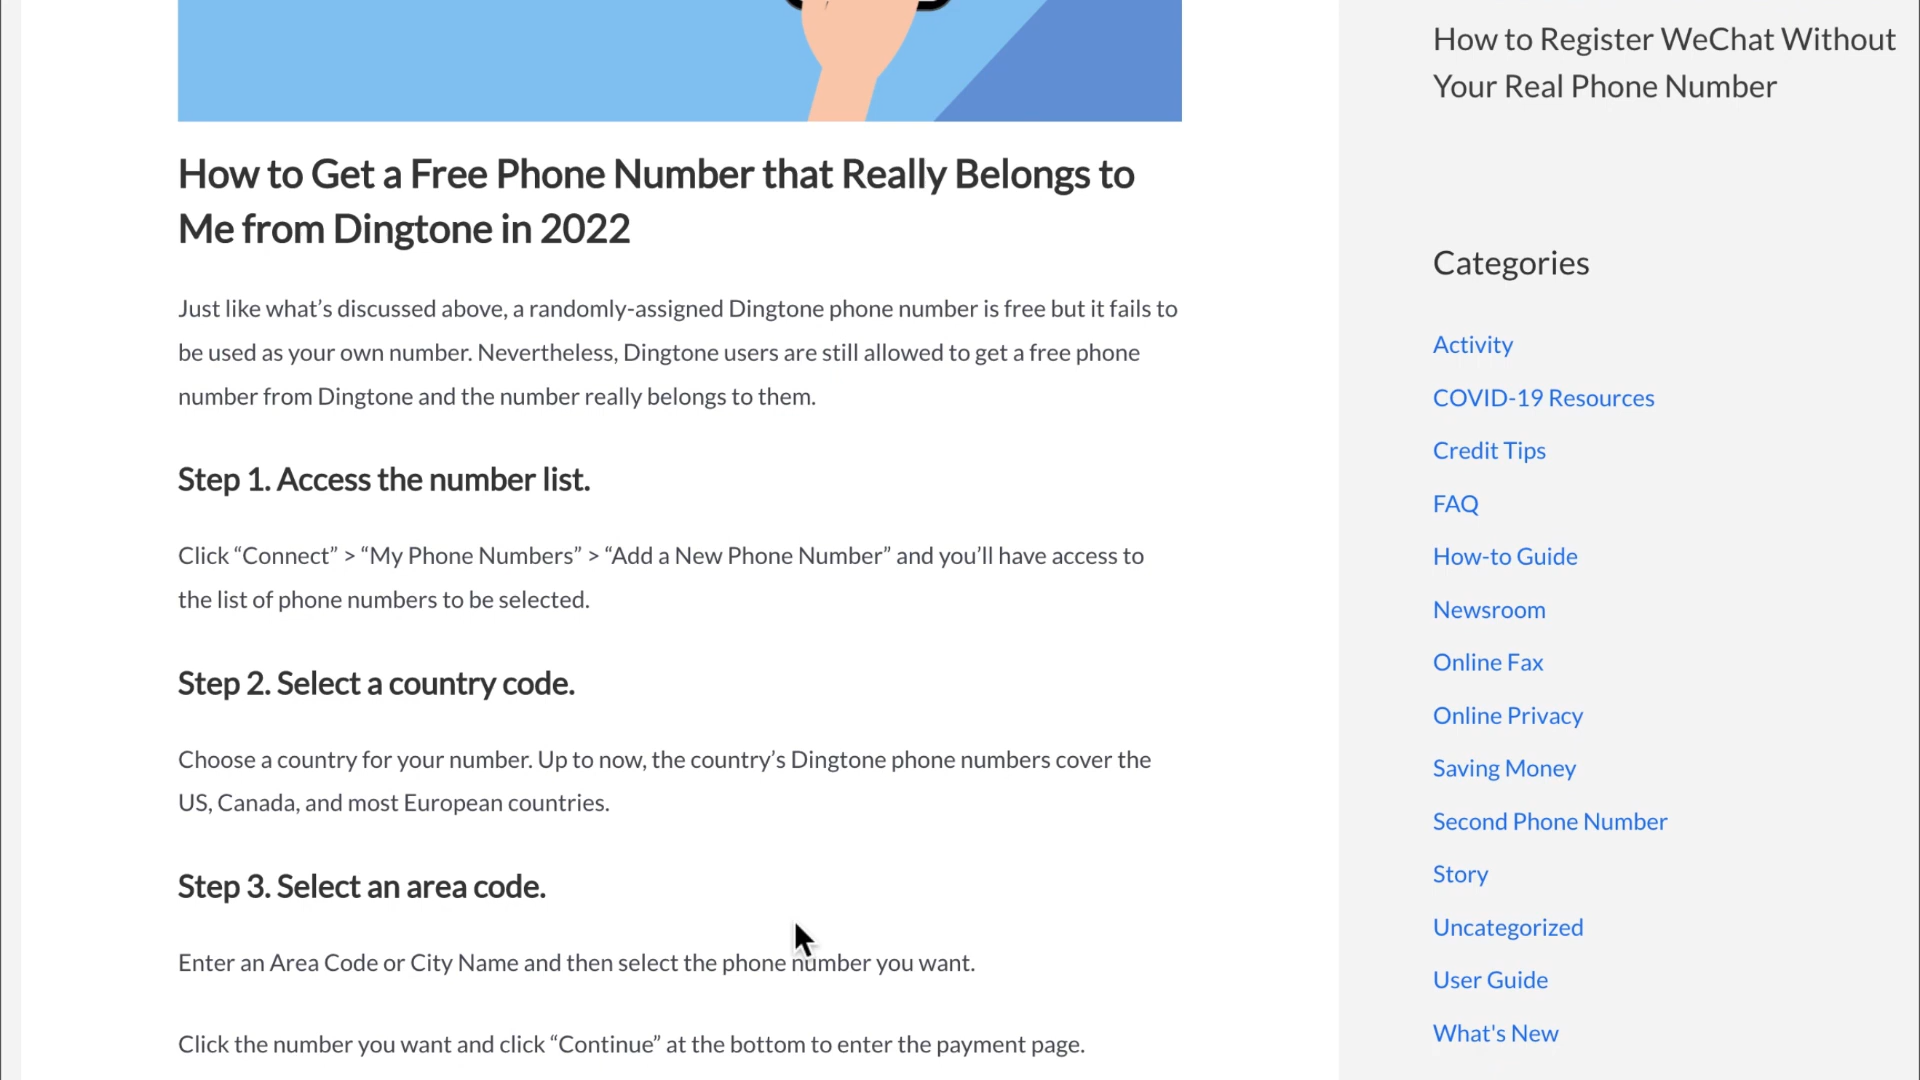 How to Get a Free Phone Number that Really Belongs to
Me from Dingtone in 2022
Just like what’s discussed above, a randomly-assigned Dingtone phone number is free but it fails to
be used as your own number. Nevertheless, Dingtone users are still allowed to get a free phone
number from Dingtone and the number really belongs to them.
Step 1. Access the number list.
Click “Connect” > “My Phone Numbers” > “Add a New Phone Number” and you’ll have access to
the list of phone numbers to be selected.
Step 2. Select a country code.
Choose a country for your number. Up to now, the country’s Dingtone phone numbers cover the
US, Canada, and most European countries.
Step 3. Select an area code.
Enter an Area Code or City Name and then select the phone number you want.
Click the number you want and click “Continue” at the bottom to enter the payment page.
How to Register WeChat Without
Your Real Phone Number
Categories
Activity
COVID-19 Resources
Credit Tips
FAQ
How-to Guide
Newsroom
Online Fax
Online Privacy
Saving Money
Second Phone Number
Story
Uncategorized
User Guide
What's New